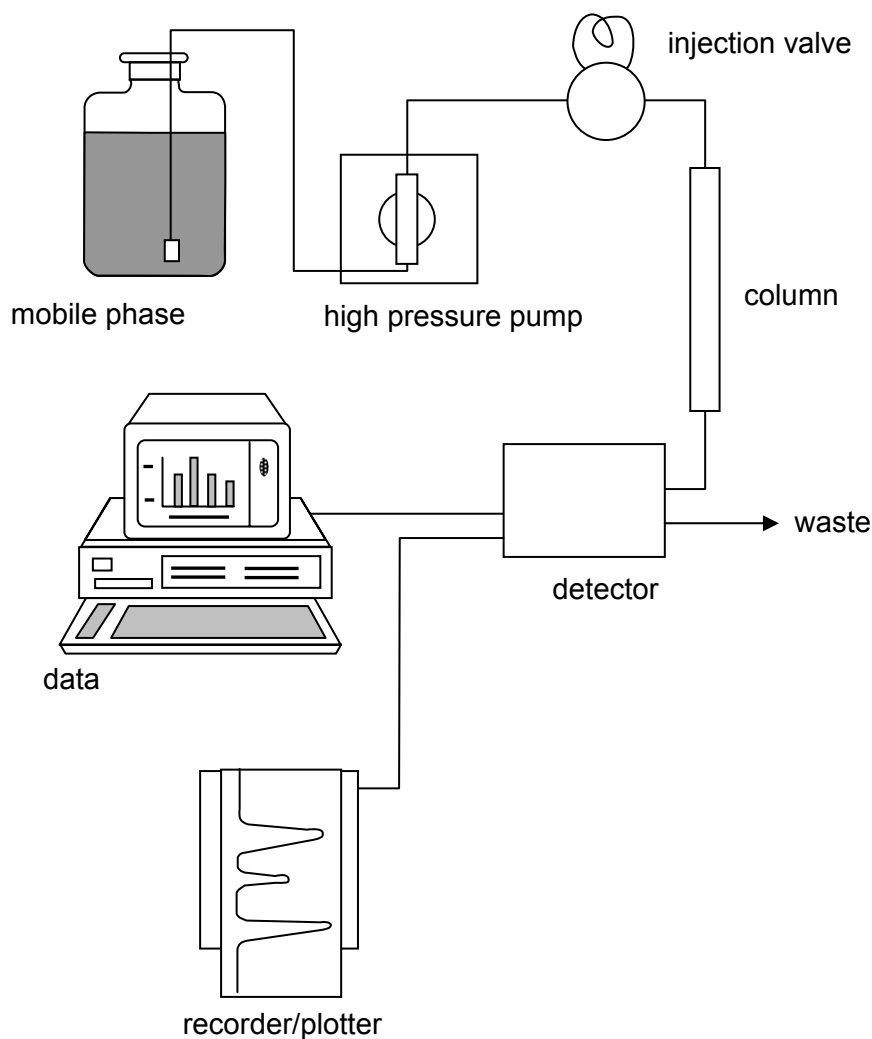 injection valve
mobile phase
high pressure pump
column
waste
detector
data
recorder/plotter